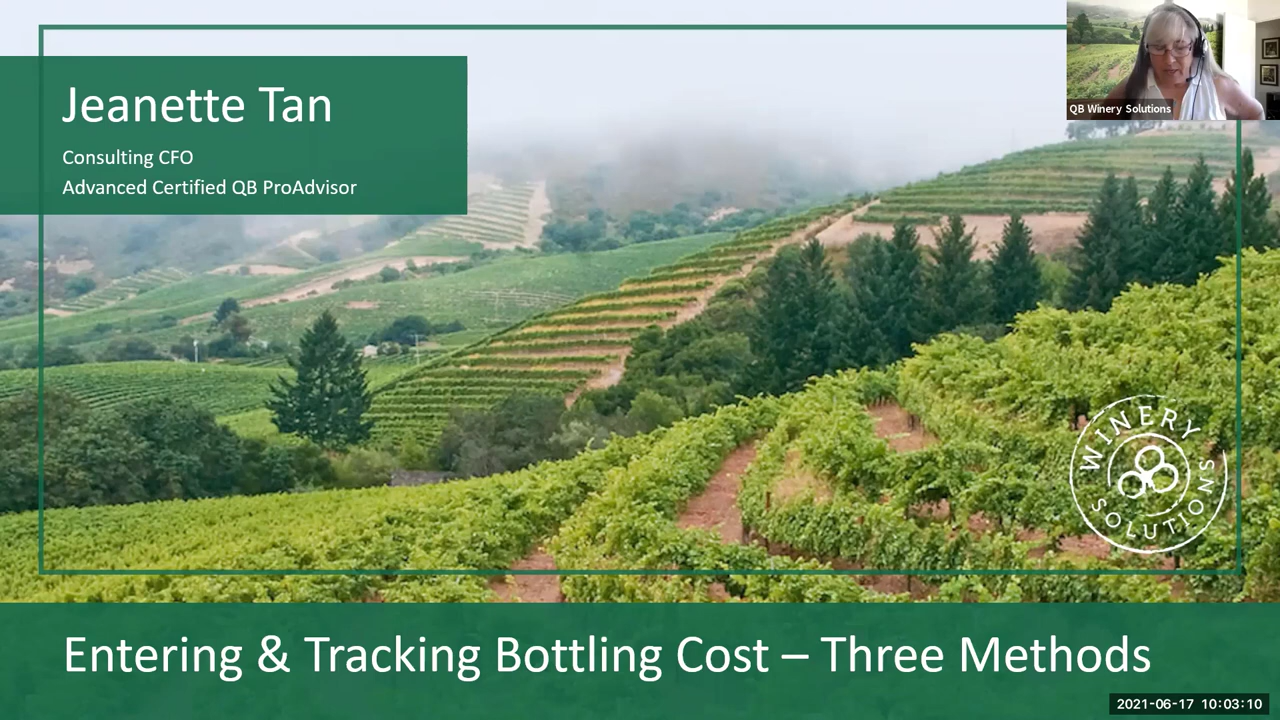 Jeanette Tan
Consulting CFO
Advanced Certified QB ProAdvisor
QB Winery Solutions
WINERY
SOLUTIONS
Entering & Tracking Bottling Cost – Three Methods
2021-06-17 10:03:10